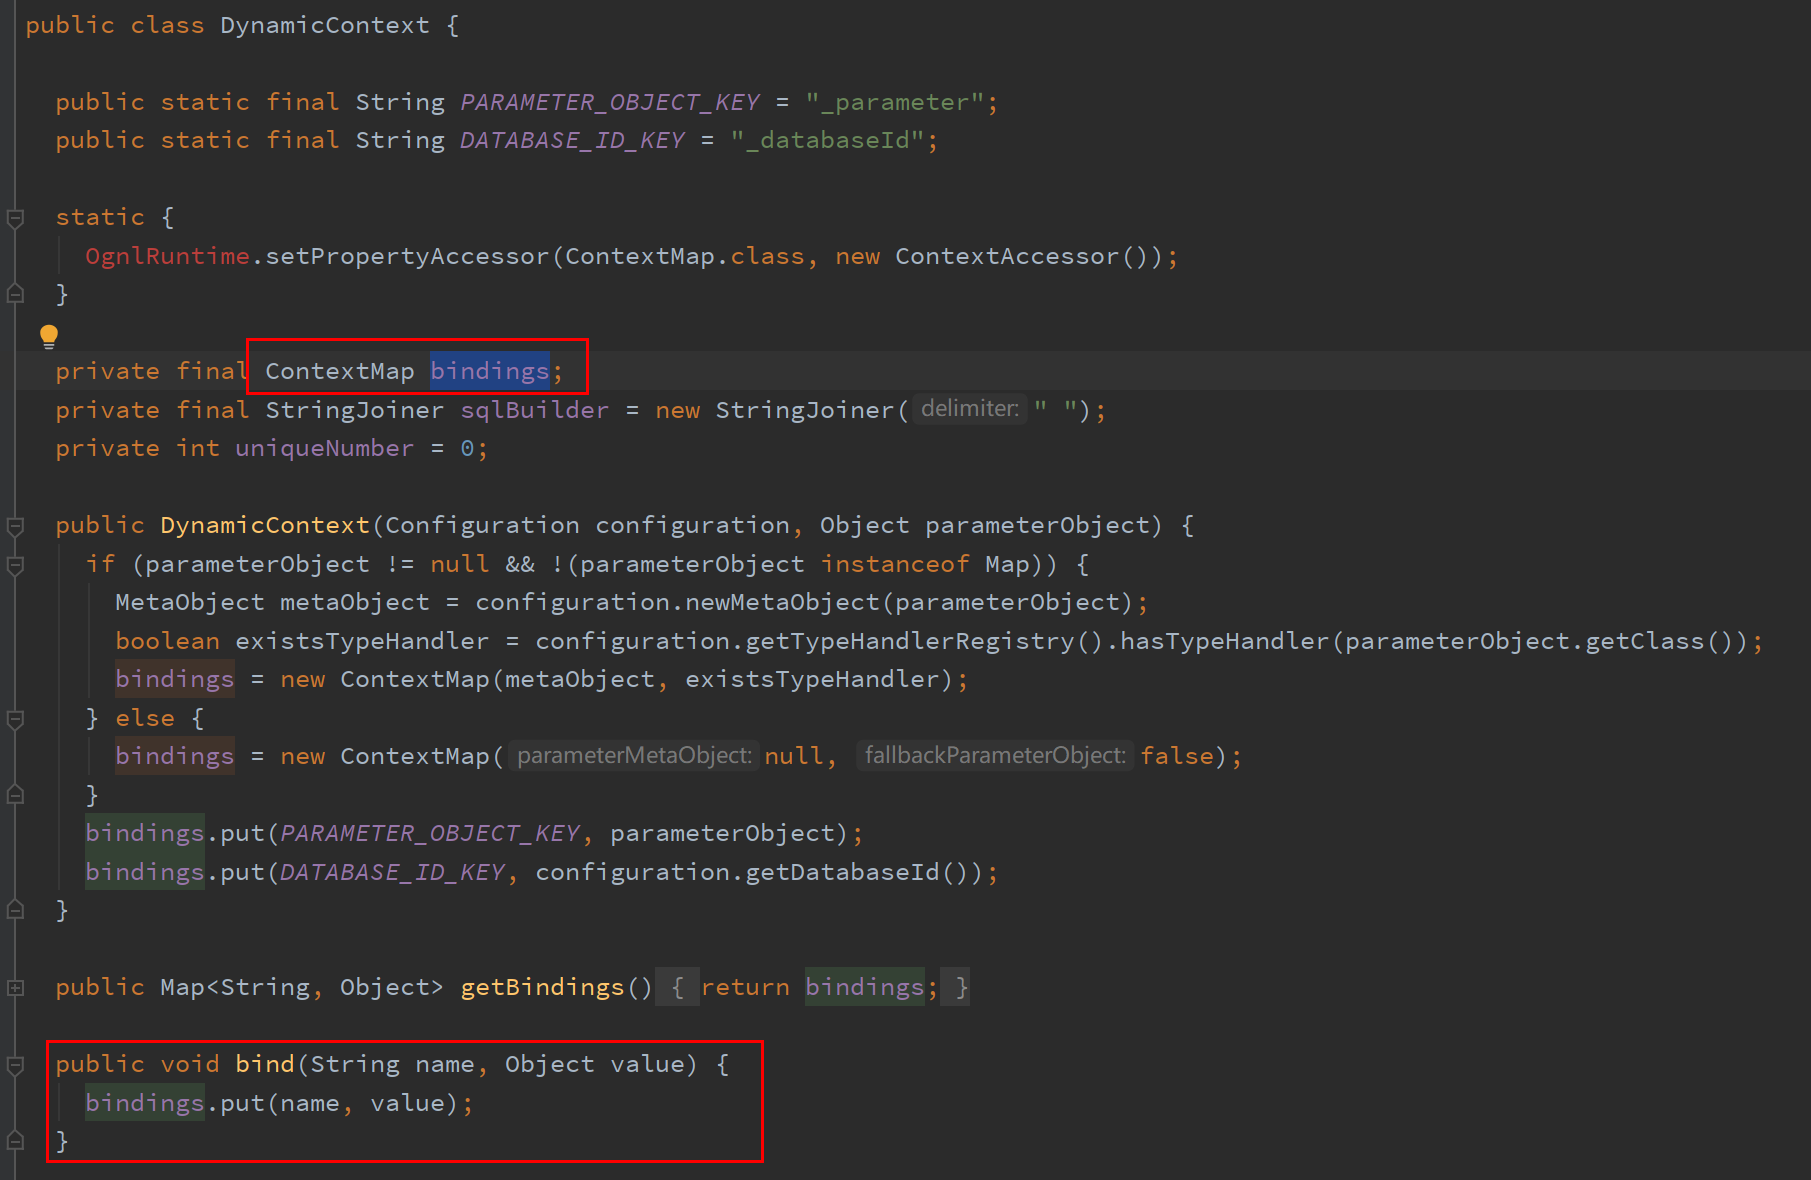 public class DynamicContext {
public static final String PARAMETER_OBJECT_KEY = "_parameter";
public static final String DATABASE_ID_KEY = "_databaseId";
static {
OgnlRuntime.setPropertyAccessor(ContextMap.class, new ContextAccessor());
}
private final ContextMap bindings;
private final StringJoiner sqlBuilder = new StringJoiner( delimiter: " ");
private int uniqueNumber = 0;
public DynamicContext(Configuration configuration, Object parameterObject) {
if (parameterObject != null && !(parameterObject instanceof Map)) {
MetaObject metaObject = configuration.newMetaObject(parameterObject);
boolean existsTypeHandler = configuration.getTypeHandlerRegistry().hasTypeHandler(parameterObject.getClass());
bindings = new ContextMap(metaObject, existsTypeHandler);
} else {
bindings = new ContextMap( parameterMetaObject: null, fallbackParameterObject: false);
}
bindings.put(PARAMETER_OBJECT_KEY, parameterObject);
bindings.put(DATABASE_ID_KEY, configuration.getDatabaseId());
}
public Map<String, Object> getBindings() { return bindings; }
public void bind(String name, Object value) {
bindings.put(name, value);
}